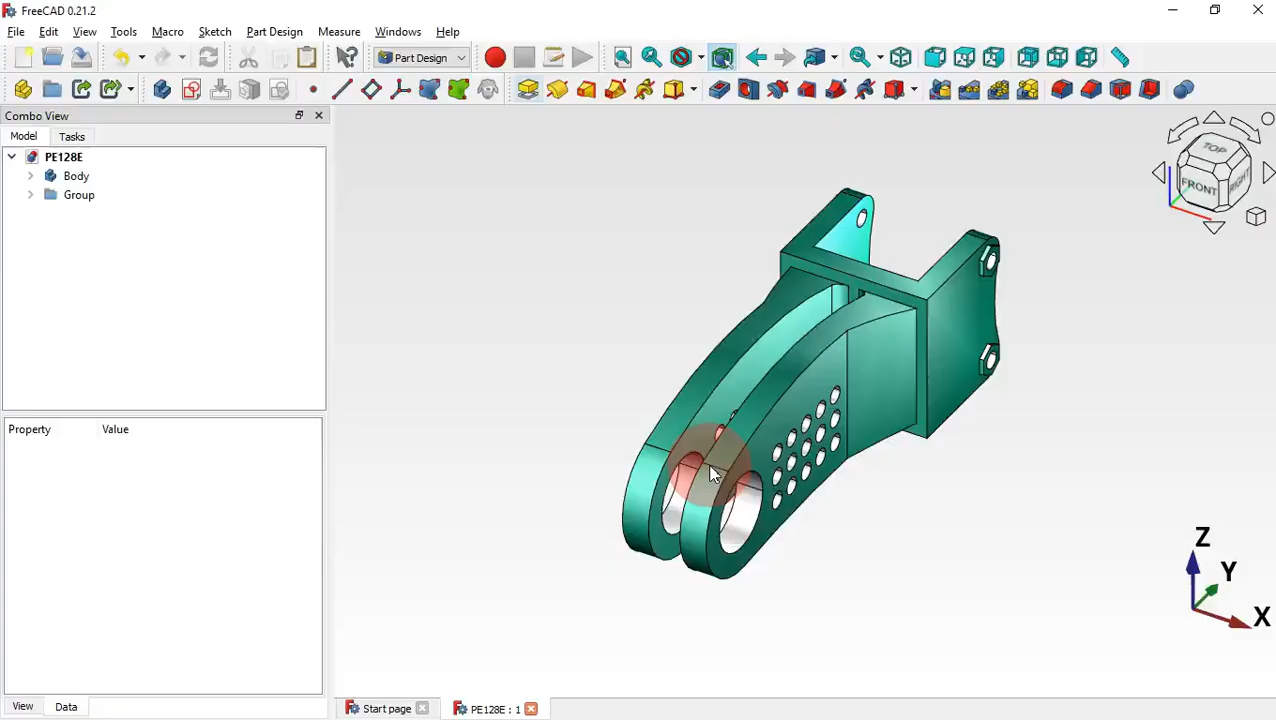 FreeCAD 0.21.2
File Edit View Tools Macro Sketch Part Design Measure Windows Help
Part Design
Combo View
Model Tasks
PE128E
Body
Group
Property Value
View Data
Start page PE128E : 1
TOP
FRONT RIGHT
Z
Y
X